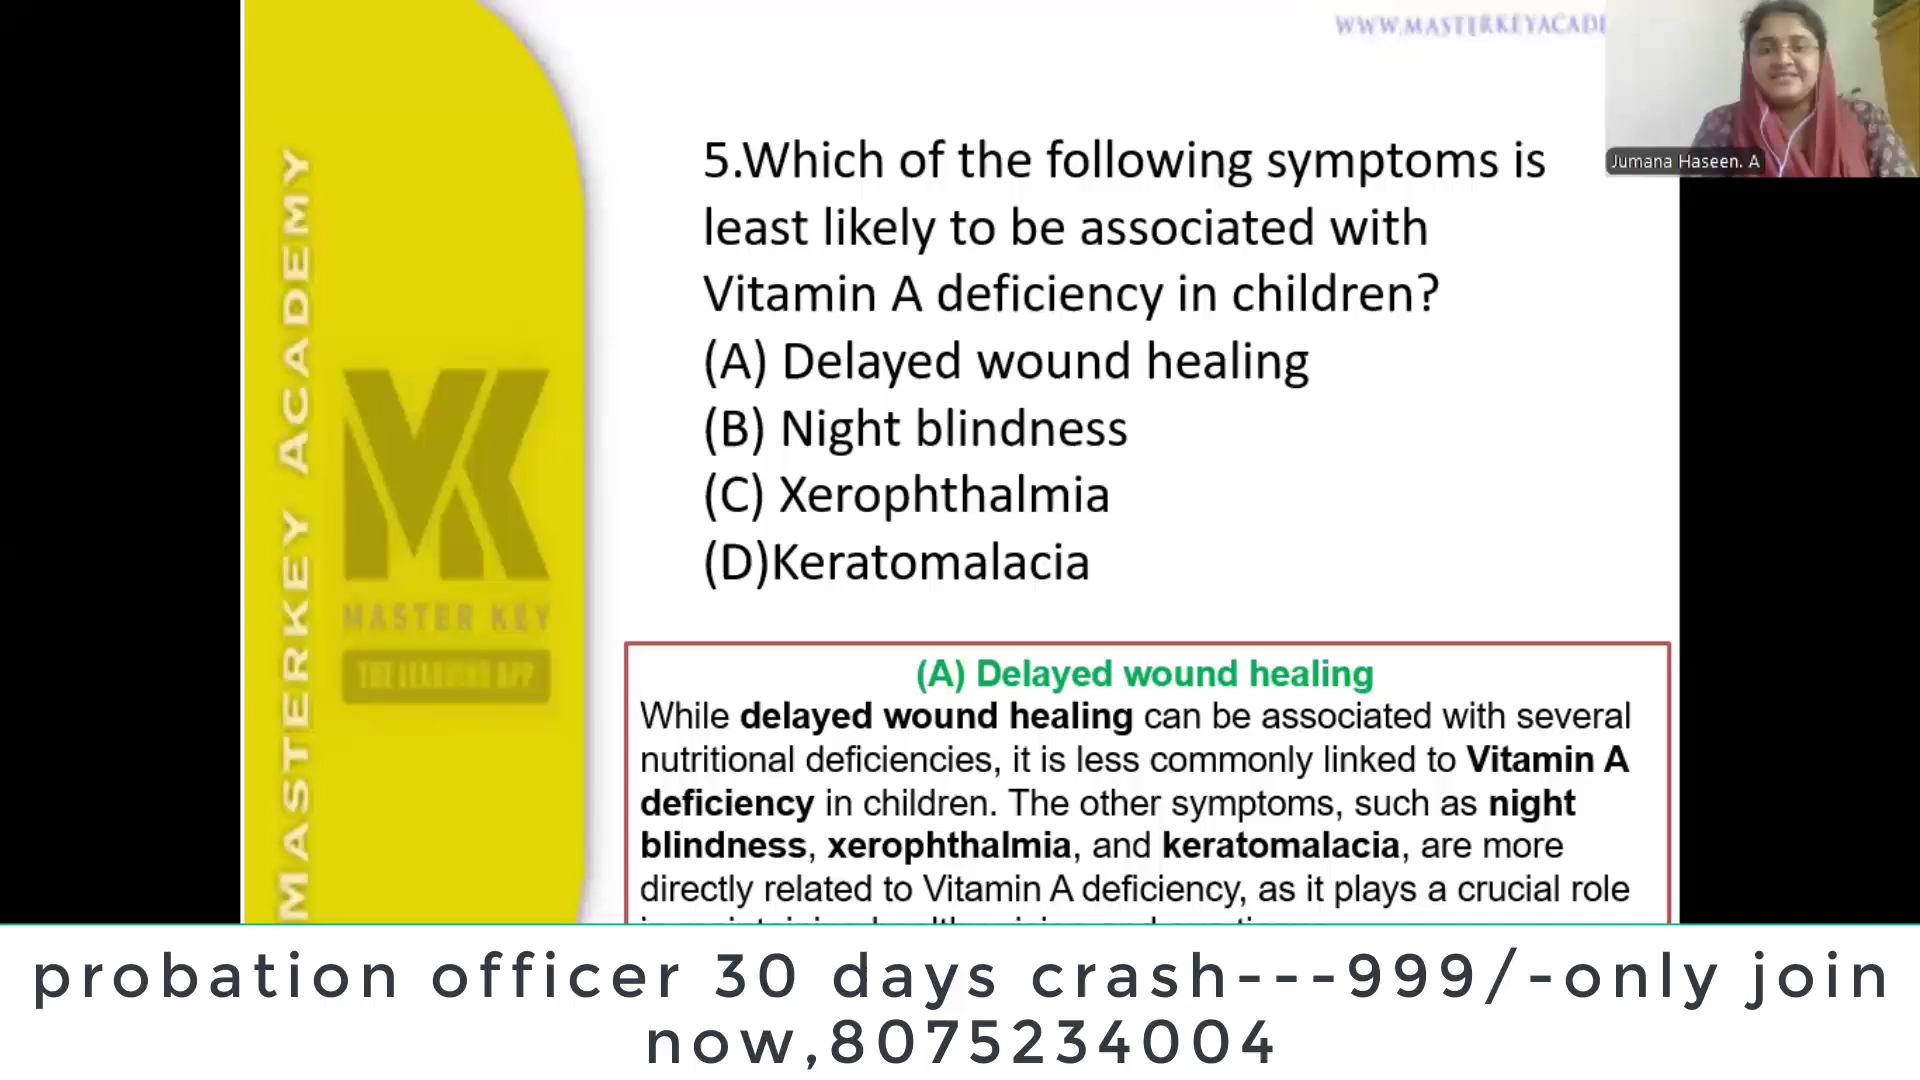 WWW.MASTERKEYACADE
Jumana Haseen. A
MASTERKEY ACADEMY
MASTER KEY
THE LEARNING APP
5.Which of the following symptoms is
least likely to be associated with
Vitamin A deficiency in children?
(A) Delayed wound healing
(B) Night blindness
(C) Xerophthalmia
(D)Keratomalacia
(A) Delayed wound healing
While delayed wound healing can be associated with several
nutritional deficiencies, it is less commonly linked to Vitamin A
deficiency in children. The other symptoms, such as night
blindness, xerophthalmia, and keratomalacia, are more
directly related to Vitamin A deficiency, as it plays a crucial role
probation officer 30 days crash---999/-only join
now,8075234004